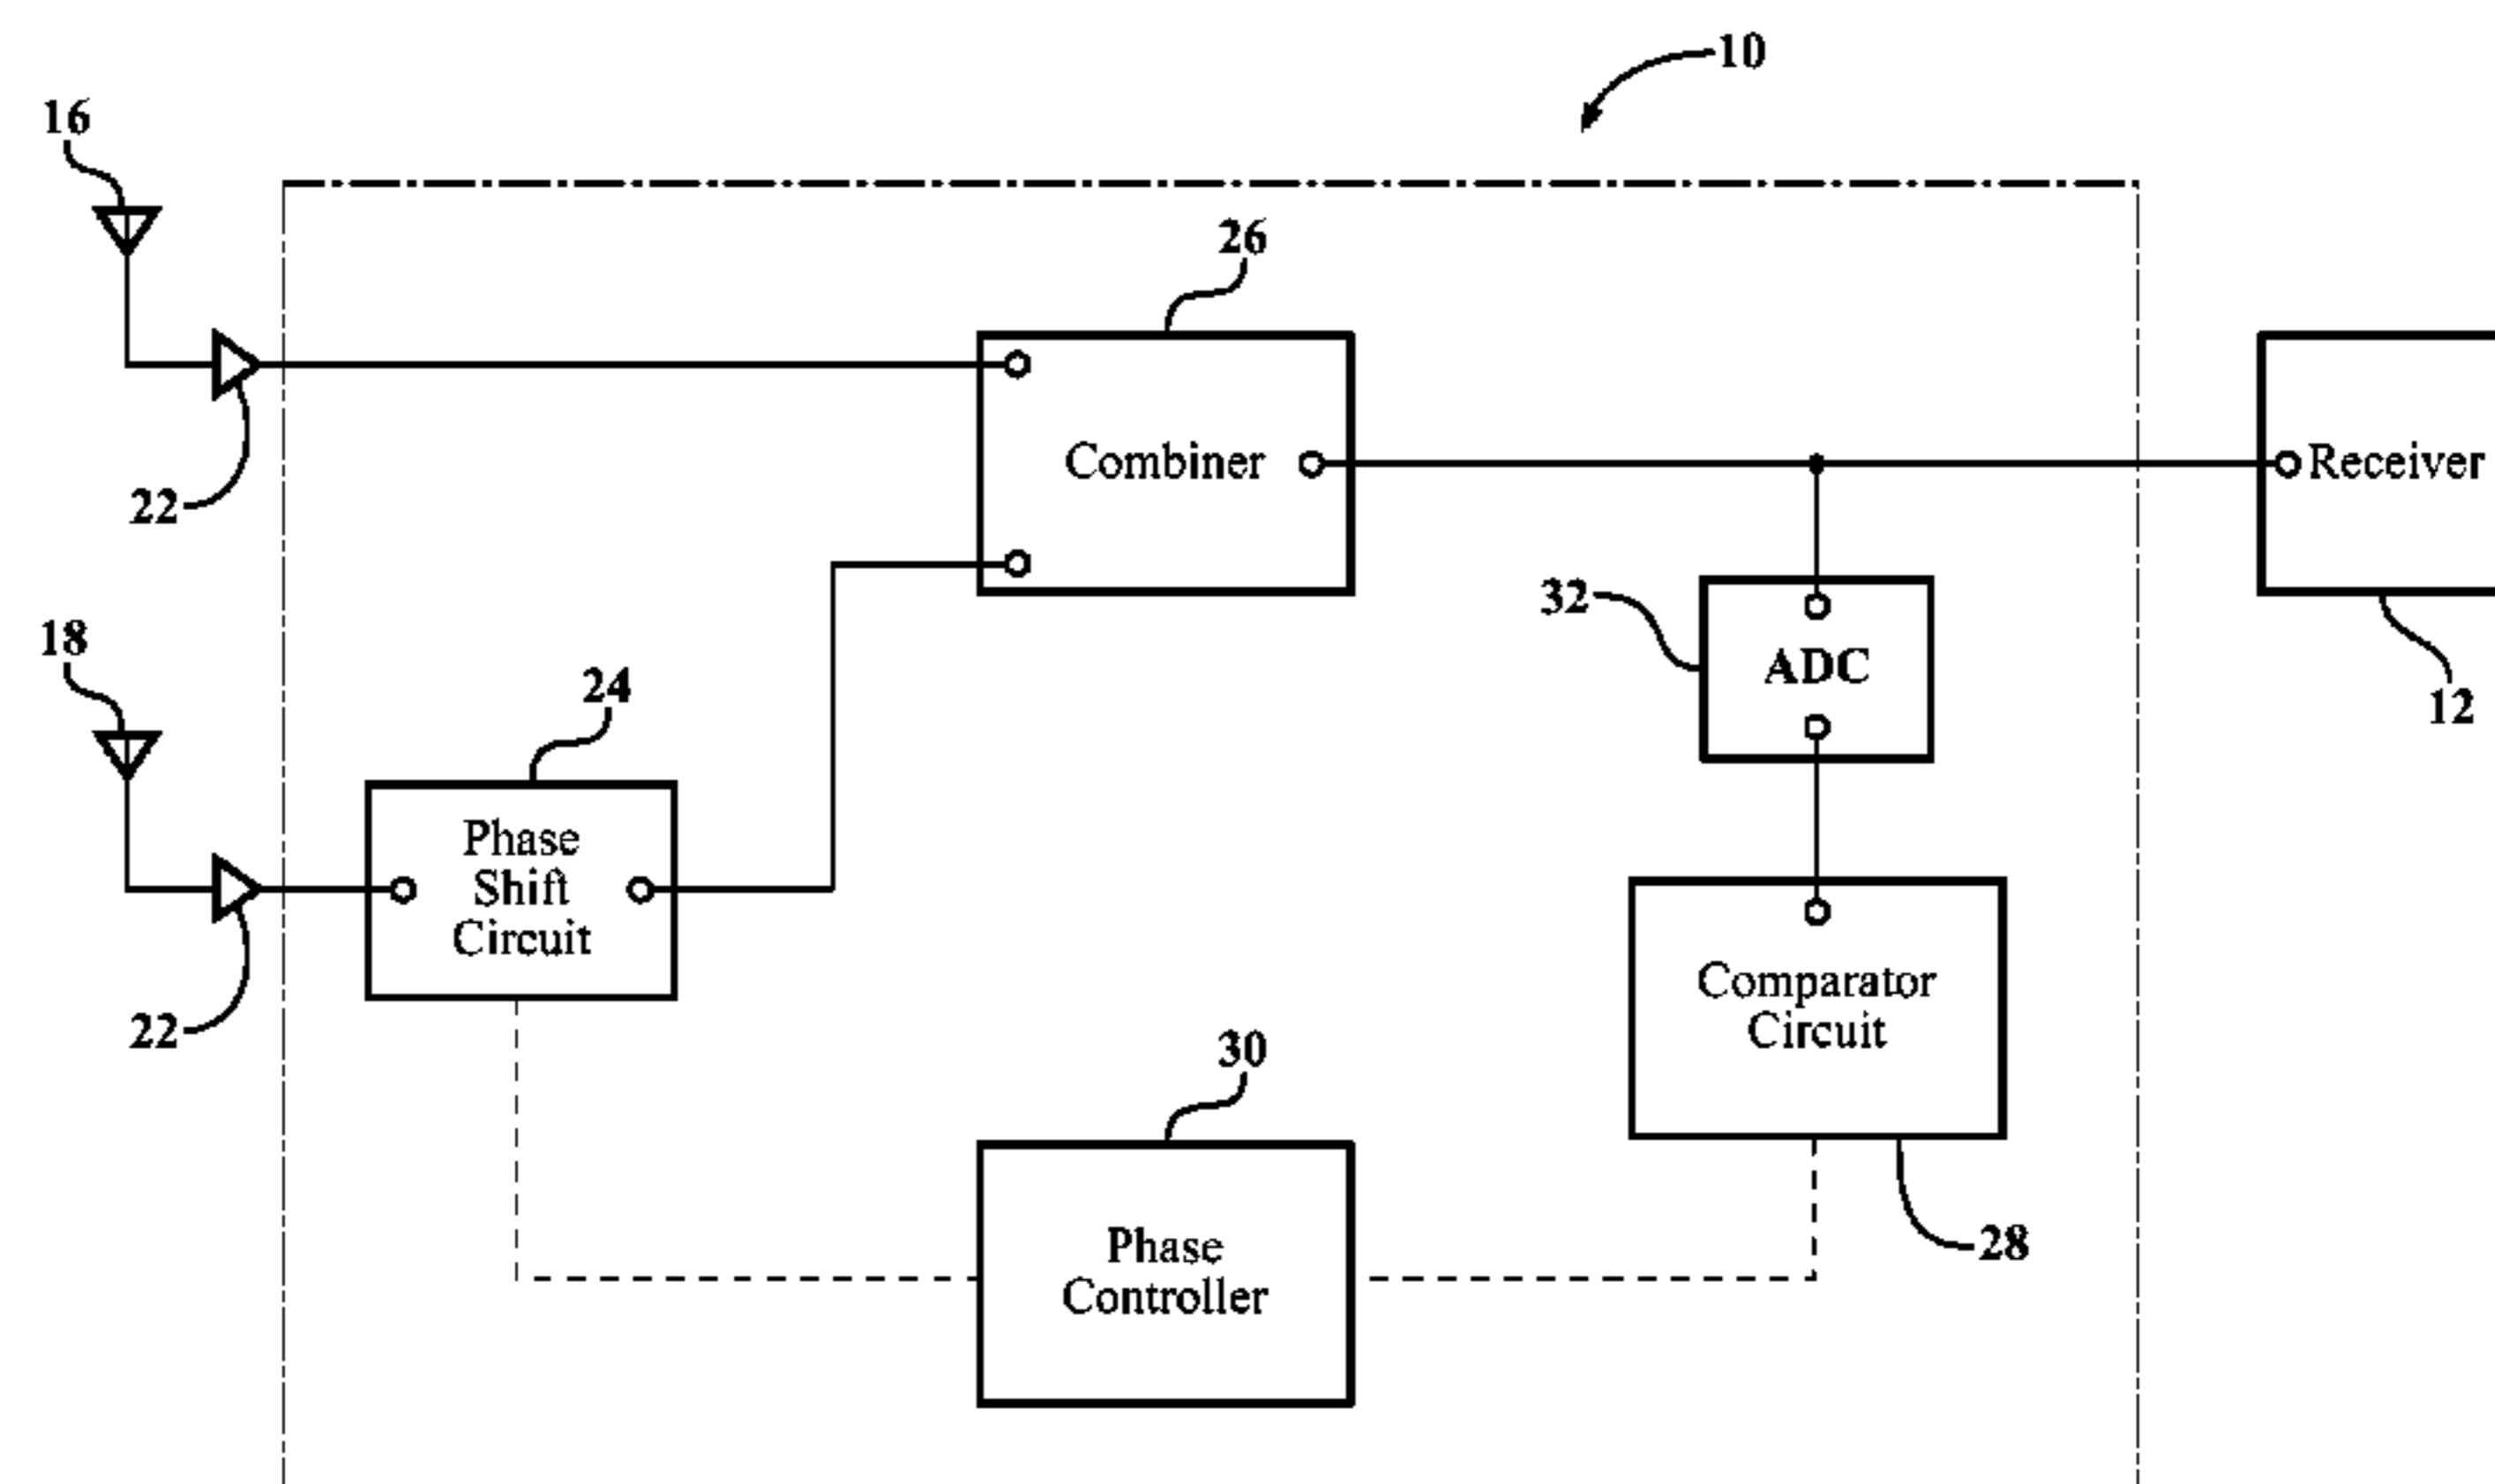 10
16
26
22
Combiner
Receiver
32
ADC
12
18
24
Phase
Shift
Circuit
22
Comparator
Circuit
30
28
Phase
Controller